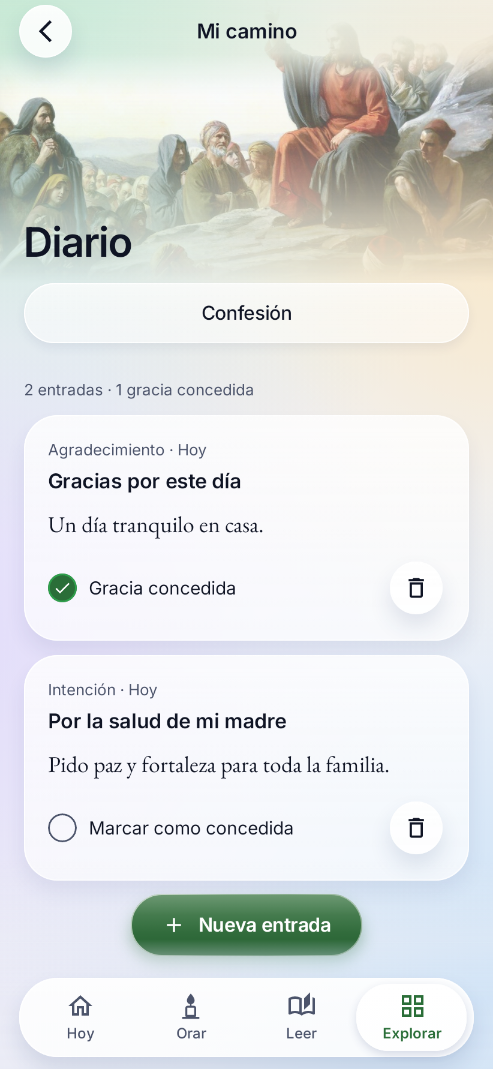 Mi camino
Diario
Confesión
2 entradas · 1 gracia concedida
Agradecimiento · Hoy
Gracias por este día
Un día tranquilo en casa.
Gracia concedida
Intención · Hoy
Por la salud de mi madre
Pido paz y fortaleza para toda la familia.
Marcar como concedida
+ Nueva entrada
Hoy
Orar
Leer
Explorar